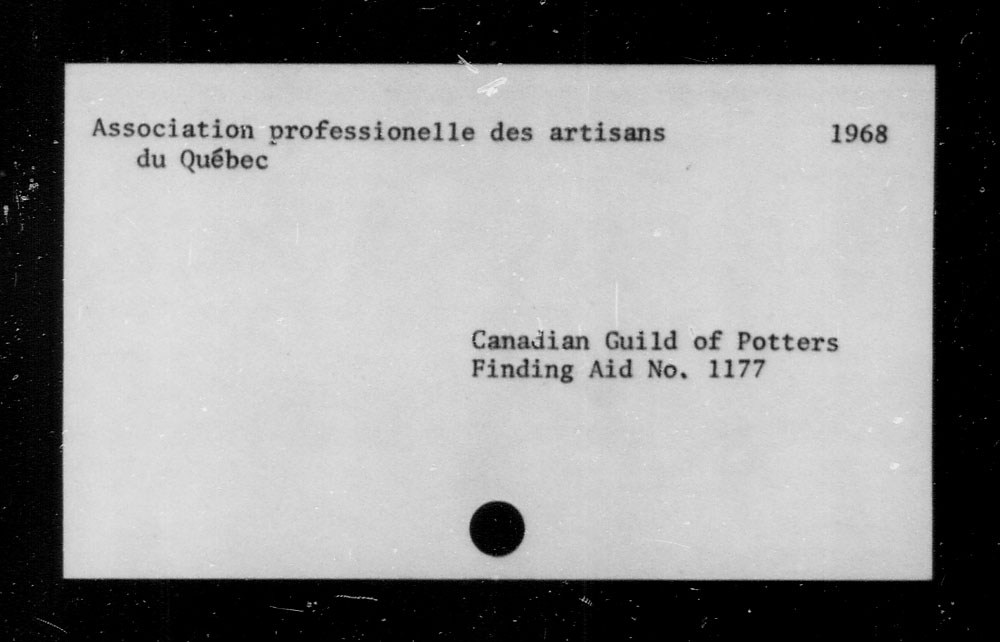 Association professionelle des artisans 1968
du Québec
Canadian Guild of Potters
Finding Aid No. 1177